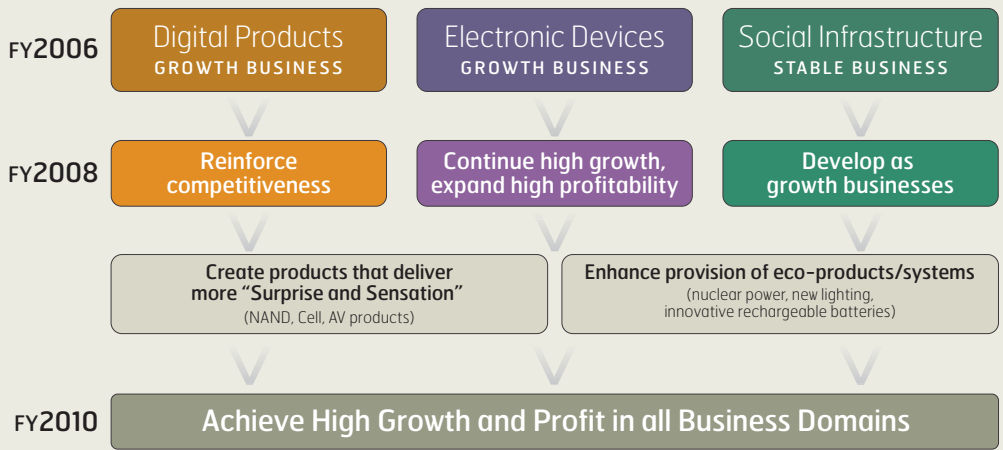 FY2006
Digital Products
GROWTH BUSINESS
Electronic Devices
GROWTH BUSINESS
Social Infrastructure
STABLE BUSINESS
FY2008
Reinforce
competitiveness
Continue high growth,
expand high profitability
Develop as
growth businesses
Create products that deliver
more “Surprise and Sensation”
(NAND, Cell, AV products)
Enhance provision of eco-products/systems
(nuclear power, new lighting,
innovative rechargeable batteries)
FY2010
Achieve High Growth and Profit in all Business Domains